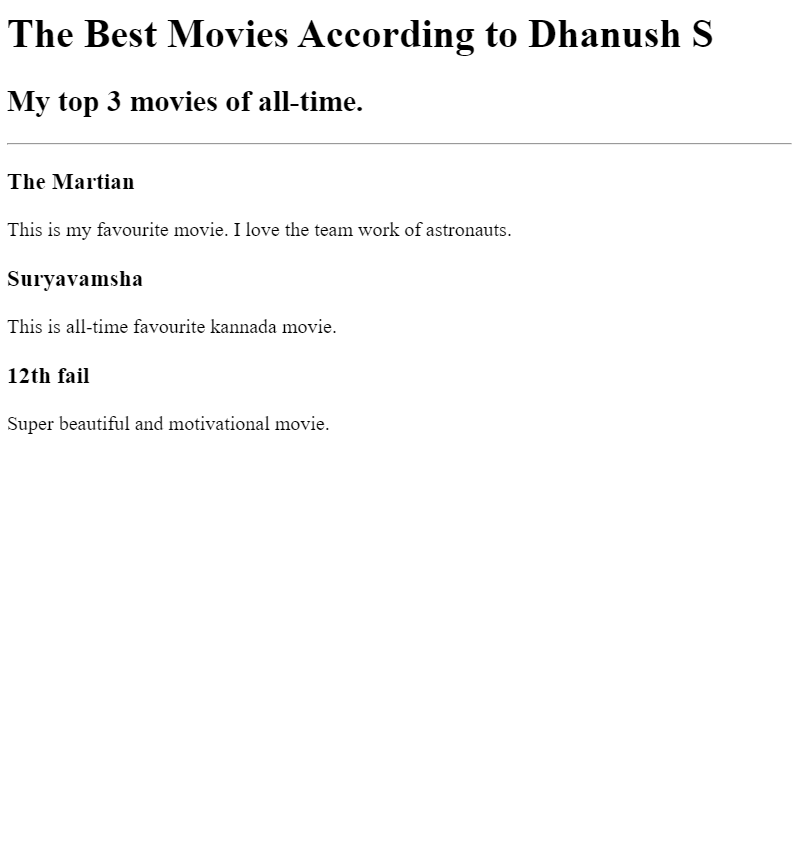 The Best Movies According to Dhanush S
My top 3 movies of all-time.
The Martian
This is my favourite movie. I love the team work of astronauts.
Suryavamsha
This is all-time favourite kannada movie.
12th fail
Super beautiful and motivational movie.